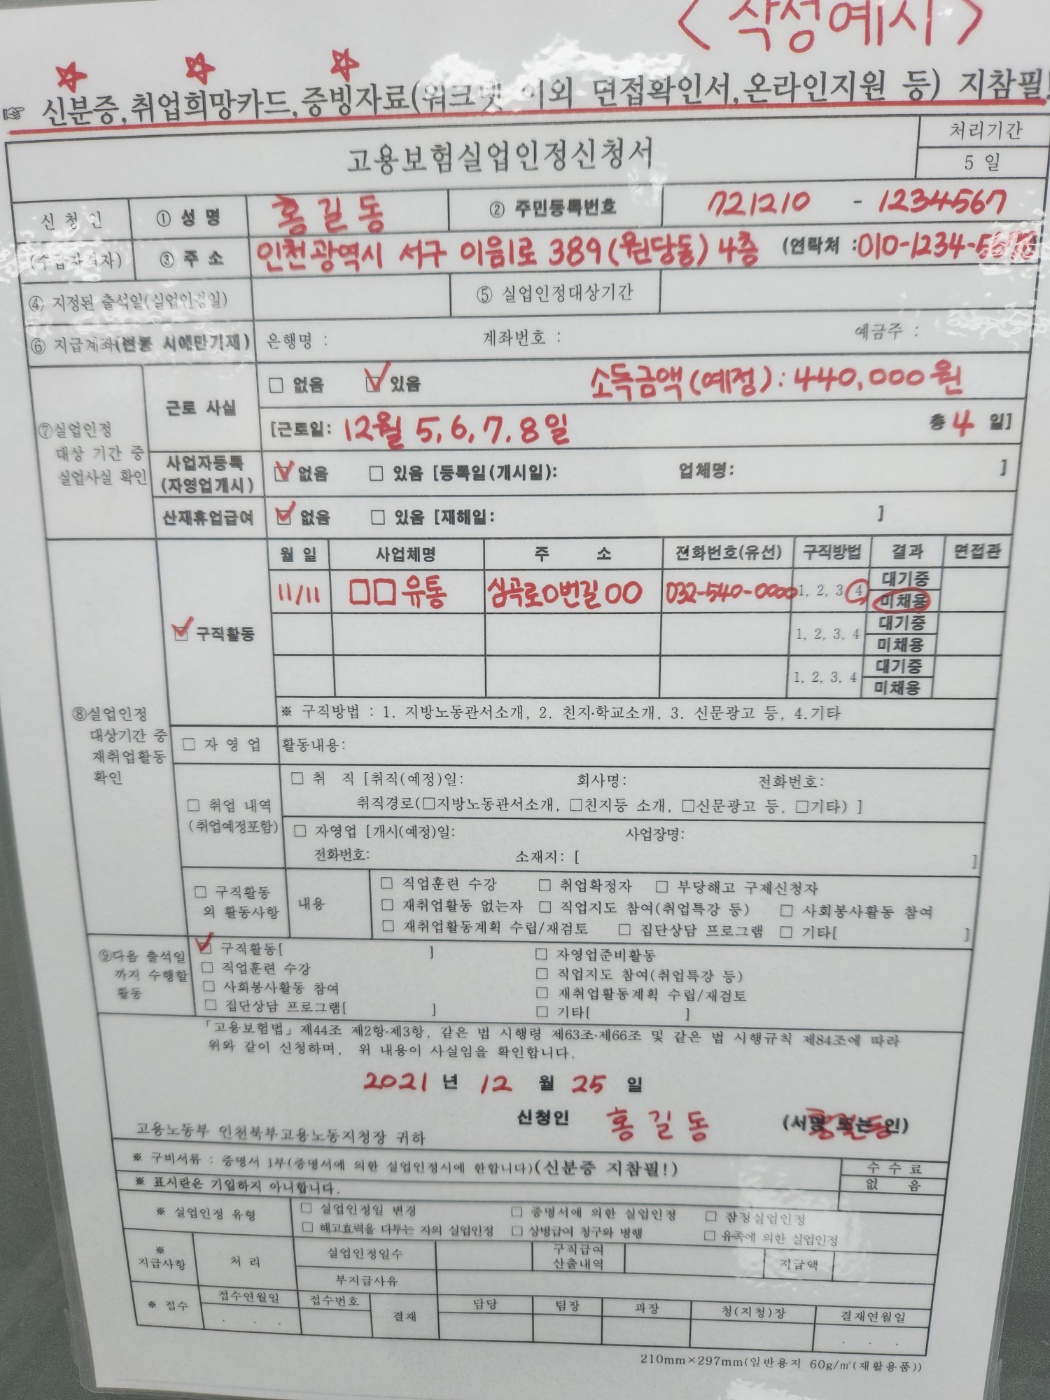 <작성예시>
☞ 신분증,취업희망카드,증빙자료(워크넷 이외 면접확인서,온라인지원 등) 지참필!
고용보험실업인정신청서
처리기간
5 일
신 청 인
(수급자격자)
① 성 명 홍길동 ② 주민등록번호 721210 - 1234567
③ 주 소 인천광역시 서구 이음1로 389(원당동) 4층 (연락처 :010-1234-
④ 지정된 출석일(실업인정일) ⑤ 실업인정대상기간
⑥ 지급계좌(변동 시에만기재) 은행명 : 계좌번호 : 예금주 :
⑦실업인정
대상 기간 중
실업사실 확인
근로 사실
□ 없음 ☑ 있음 소득금액(예정): 440,000원
[근로일: 12월 5,6,7,8일 총 4 일]
사업자등록
(자영업개시)
☑ 없음 □ 있음 [등록일(개시일): 업체명: ]
산재휴업급여 ☑ 없음 □ 있음 [재해일: ]
⑧실업인정
대상기간 중
재취업활동
확인
☑ 구직활동
월 일 사업체명 주 소 전화번호(유선) 구직방법 결과 면접관
11/11 □□유통 심곡로0번길00 032-540-0000 1, 2, 3, 4 대기중
미채용
1, 2, 3, 4 대기중
미채용
1, 2, 3, 4 대기중
미채용
※ 구직방법 : 1. 지방노동관서소개, 2. 친지·학교소개, 3. 신문광고 등, 4.기타
□ 자 영 업 활동내용:
□ 취업 내역
(취업예정포함)
□ 취 직 [취직(예정)일: 회사명: 전화번호:
취직경로(□지방노동관서소개, □친지등 소개, □신문광고 등, □기타) ]
□ 자영업 [개시(예정)일: 사업장명:
전화번호: 소재지: [ ]
□ 구직활동
외 활동사항
내용
□ 직업훈련 수강 □ 취업확정자 □ 부당해고 구제신청자
□ 재취업활동 없는자 □ 직업지도 참여(취업특강 등) □ 사회봉사활동 참여
□ 재취업활동계획 수립/재검토 □ 집단상담 프로그램 □ 기타[ ]
⑨다음 출석일
까지 수행할
활동
☑ 구직활동[ ] □ 자영업준비활동
□ 직업훈련 수강 □ 직업지도 참여(취업특강 등)
□ 사회봉사활동 참여 □ 재취업활동계획 수립/재검토
□ 집단상담 프로그램[ ] □ 기타[ ]
「고용보험법」제44조 제2항·제3항, 같은 법 시행령 제63조·제66조 및 같은 법 시행규칙 제84조에 따라
위와 같이 신청하며, 위 내용이 사실임을 확인합니다.
2021 년 12 월 25 일
신청인 홍길동 (서명 또는 인)
홍길동
고용노동부 인천북부고용노동지청장 귀하
※ 구비서류 : 증명서 1부(증명서에 의한 실업인정시에 한합니다)(신분증 지참필!)
수 수 료
없 음
※ 표시란은 기입하지 아니합니다.
※ 실업인정 유형
□ 실업인정일 변경 □ 증명서에 의한 실업인정 □ 잠정실업인정
□ 해고효력을 다투는 자의 실업인정 □ 상병급여 청구와 병행 □ 유족에 의한 실업인정
※
지급사항
처 리
실업인정일수 구직급여
산출내역
지급액
부지급사유
※ 접수 접수연월일 접수번호 결재 담당 팀장 과장 청(지청)장 결재연월일
. . . . . .
210mm×297mm(일반용지 60g/㎡(재활용품))